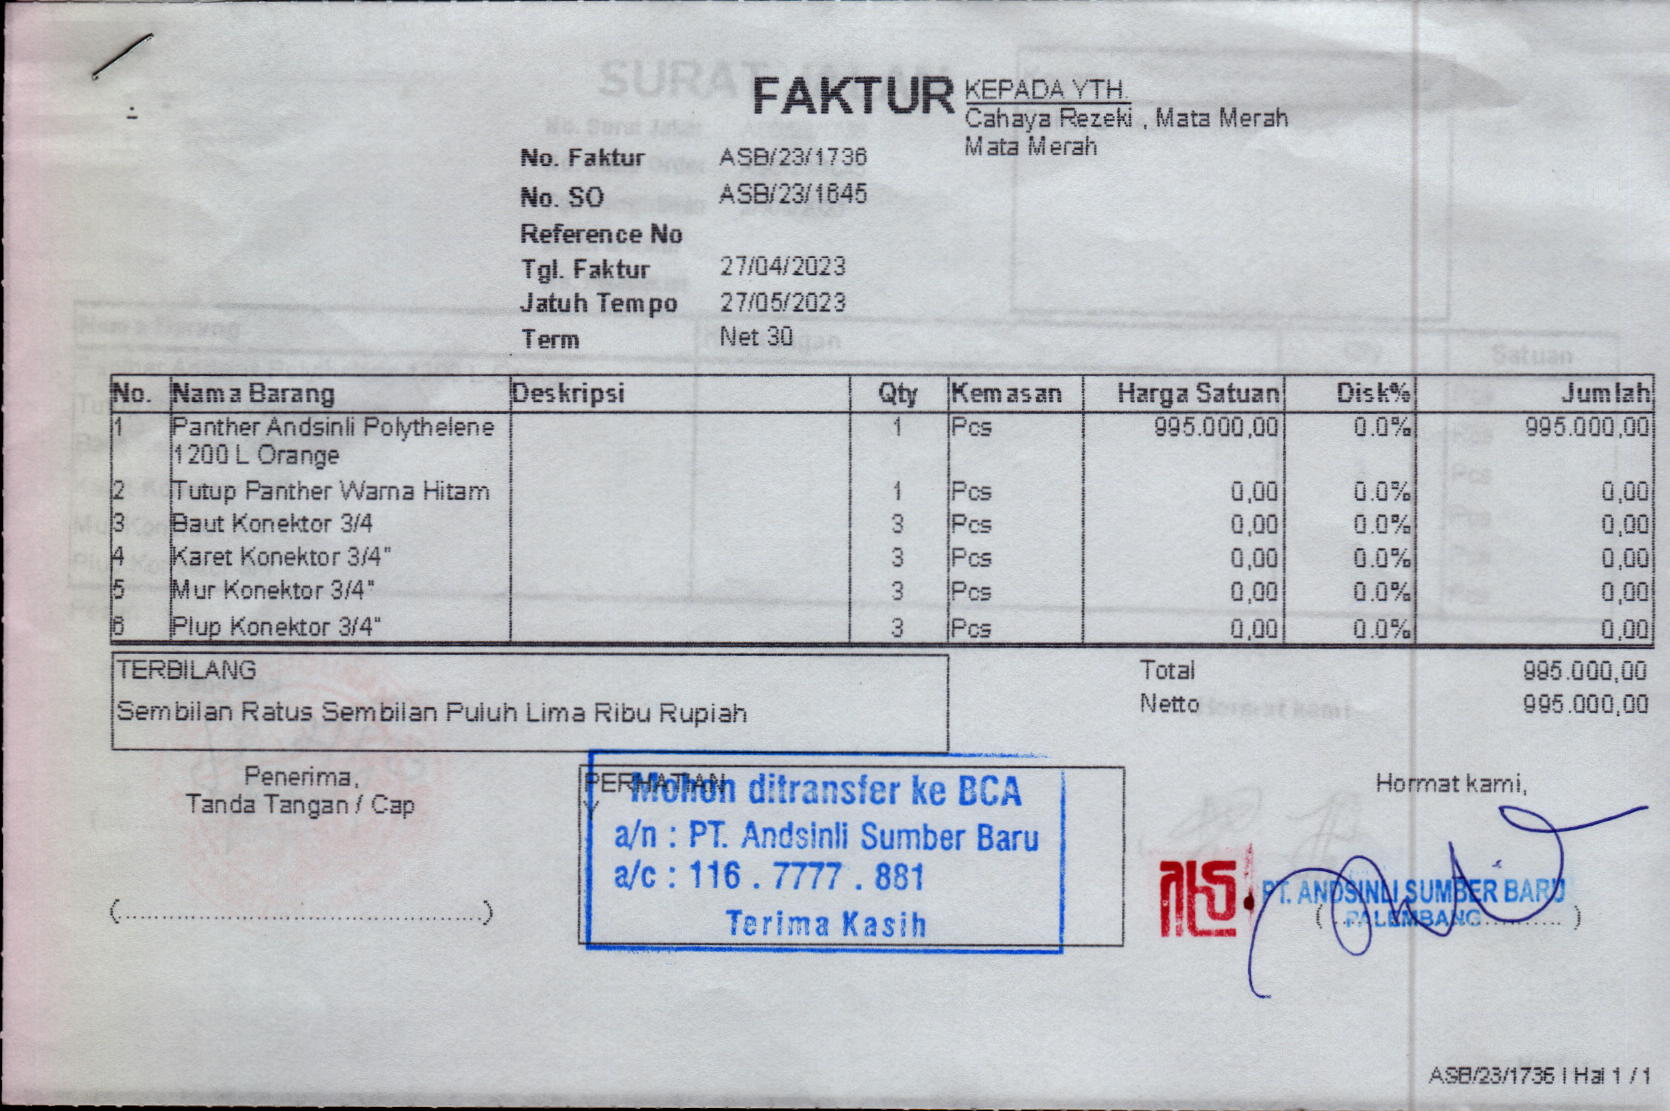 FAKTUR
KEPADA YTH.
Cahaya Rezeki , Mata Merah
Mata Merah
No. Faktur ASB/23/1736
No. SO ASB/23/1645
Reference No
Tgl. Faktur 27/04/2023
Jatuh Tempo 27/05/2023
Term Net 30
No. Nama Barang Deskripsi Qty Kemasan Harga Satuan Disk% Jumlah
1 Panther Andsinli Polythelene 1 Pcs 995.000,00 0.0% 995.000,00
1200 L Orange
2 Tutup Panther Warna Hitam 1 Pcs 0,00 0.0% 0,00
3 Baut Konektor 3/4 3 Pcs 0,00 0.0% 0,00
4 Karet Konektor 3/4" 3 Pcs 0,00 0.0% 0,00
5 Mur Konektor 3/4" 3 Pcs 0,00 0.0% 0,00
6 Plup Konektor 3/4" 3 Pcs 0,00 0.0% 0,00
TERBILANG
Sembilan Ratus Sembilan Puluh Lima Ribu Rupiah
Total 995.000,00
Netto 995.000,00
Penerima,
Tanda Tangan / Cap
(..........................................)
PERHATIAN
Mohon ditransfer ke BCA
a/n : PT. Andsinli Sumber Baru
a/c : 116 . 7777 . 881
Terima Kasih
Hormat kami,
PT. ANDSINLI SUMBER BARU
PALEMBANG
ASB/23/1736 | Hal 1 / 1